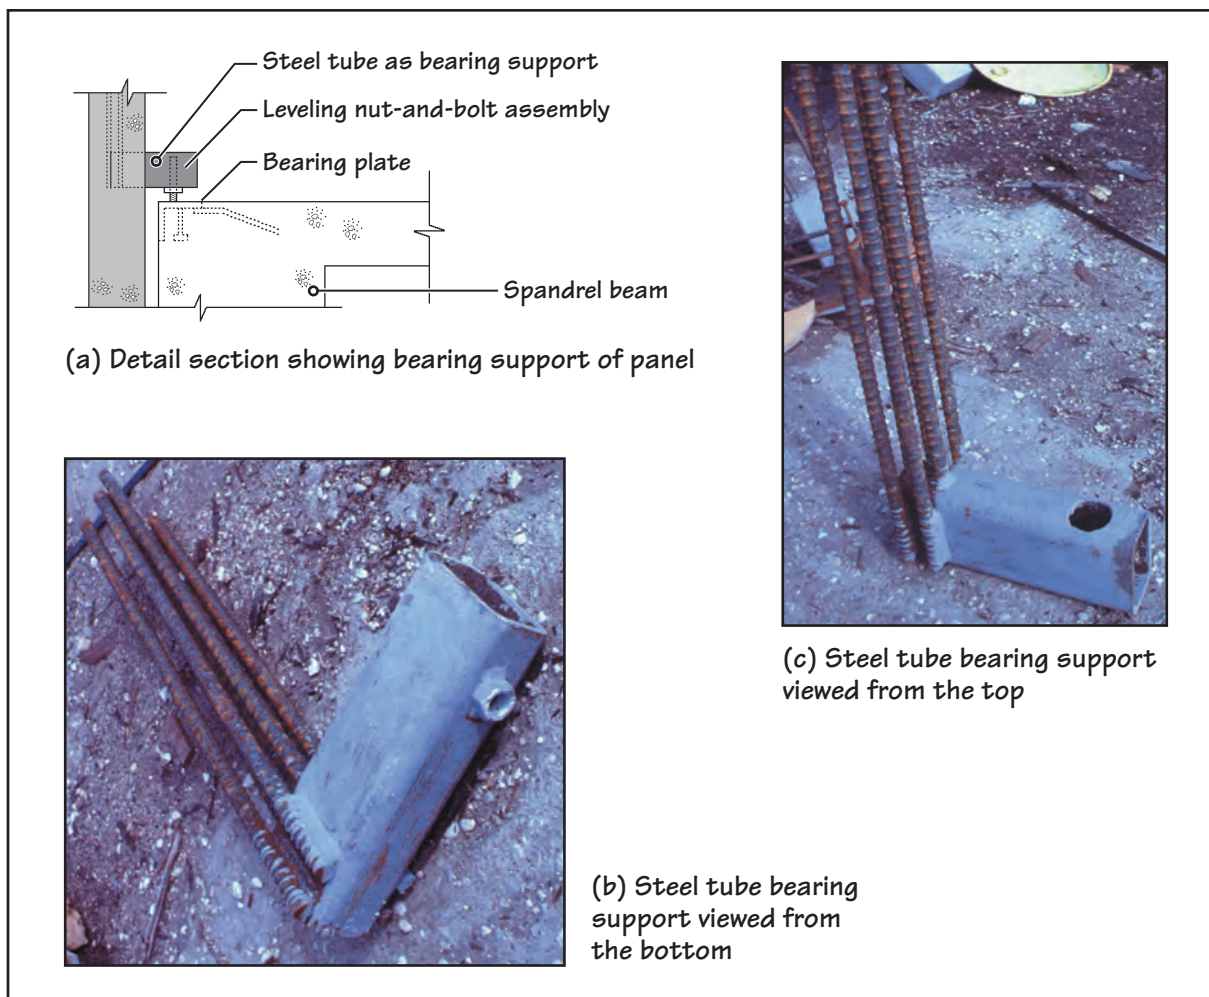 Steel tube as bearing support
Leveling nut-and-bolt assembly
Bearing plate
Spandrel beam
(a) Detail section showing bearing support of panel
(c) Steel tube bearing support
viewed from the top
(b) Steel tube bearing
support viewed from
the bottom